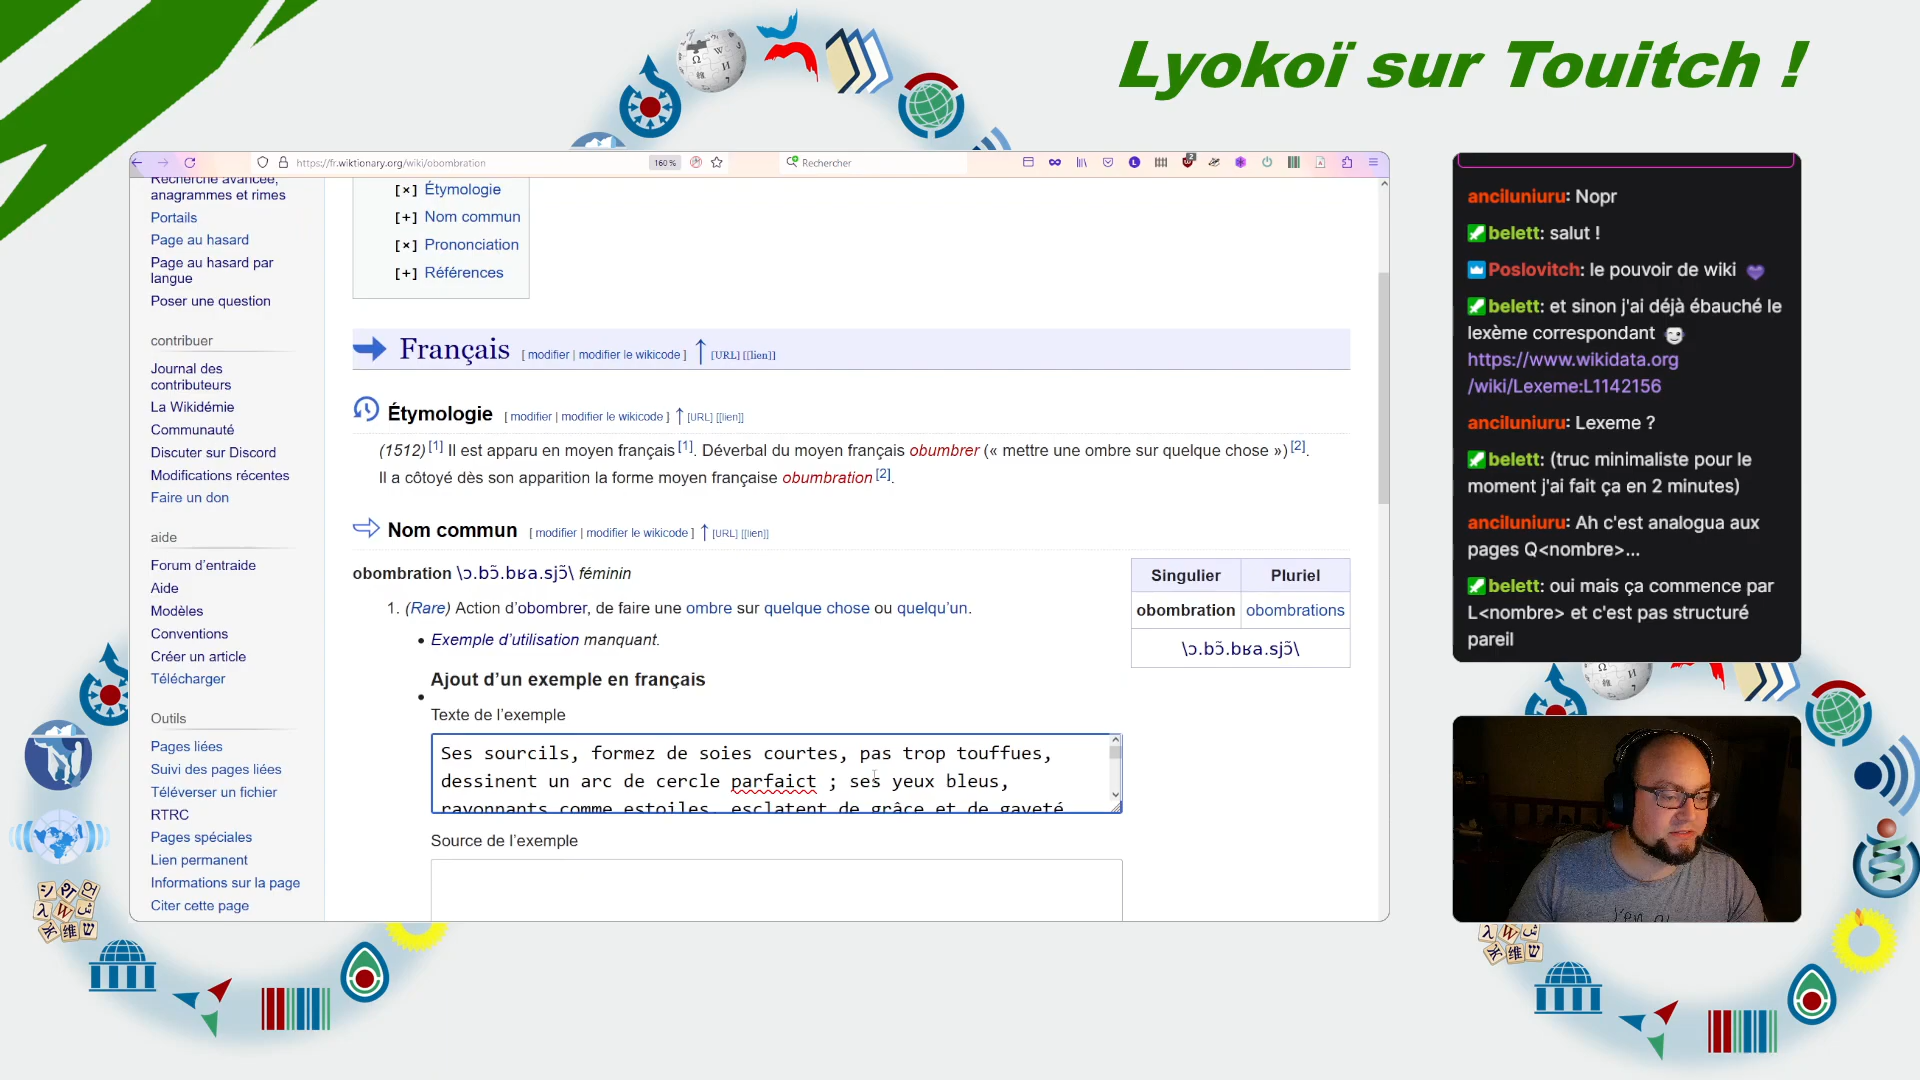 Lyokoï sur Touitch !
https://fr.wiktionary.org/wiki/obombration
160 %
Rechercher
Recherche avancée,
anagrammes et rimes
Portails
Page au hasard
Page au hasard par
langue
Poser une question
contribuer
Journal des
contributeurs
La Wikidémie
Communauté
Discuter sur Discord
Modifications récentes
Faire un don
aide
Forum d’entraide
Aide
Modèles
Conventions
Créer un article
Télécharger
Outils
Pages liées
Suivi des pages liées
Téléverser un fichier
RTRC
Pages spéciales
Lien permanent
Informations sur la page
Citer cette page
[×] Étymologie
[+] Nom commun
[×] Prononciation
[+] Références
Français [ modifier | modifier le wikicode ] ↑ [URL] [[lien]]
Étymologie [ modifier | modifier le wikicode ] ↑ [URL] [[lien]]
(1512)[1] Il est apparu en moyen français[1]. Déverbal du moyen français obumbrer (« mettre une ombre sur quelque chose »)[2].
Il a côtoyé dès son apparition la forme moyen française obumbration[2].
Nom commun [ modifier | modifier le wikicode ] ↑ [URL] [[lien]]
obombration \ɔ.bɔ̃.bʁa.sjɔ̃\ féminin
1. (Rare) Action d’obombrer, de faire une ombre sur quelque chose ou quelqu’un.
• Exemple d’utilisation manquant.
Ajout d’un exemple en français
Texte de l’exemple
Ses sourcils, formez de soies courtes, pas trop touffues,
dessinent un arc de cercle parfaict ; ses yeux bleus,
rayonnants comme estoiles, esclatent de grâce et de gayeté
Source de l’exemple
Singulier Pluriel
obombration obombrations
\ɔ.bɔ̃.bʁa.sjɔ̃\
anciluniuru: Nopr
belett: salut !
Poslovitch: le pouvoir de wiki
belett: et sinon j'ai déjà ébauché le
lexème correspondant
https://www.wikidata.org
/wiki/Lexeme:L1142156
anciluniuru: Lexeme ?
belett: (truc minimaliste pour le
moment j'ai fait ça en 2 minutes)
anciluniuru: Ah c'est analogua aux
pages Q<nombre>...
belett: oui mais ça commence par
L<nombre> et c'est pas structuré
pareil